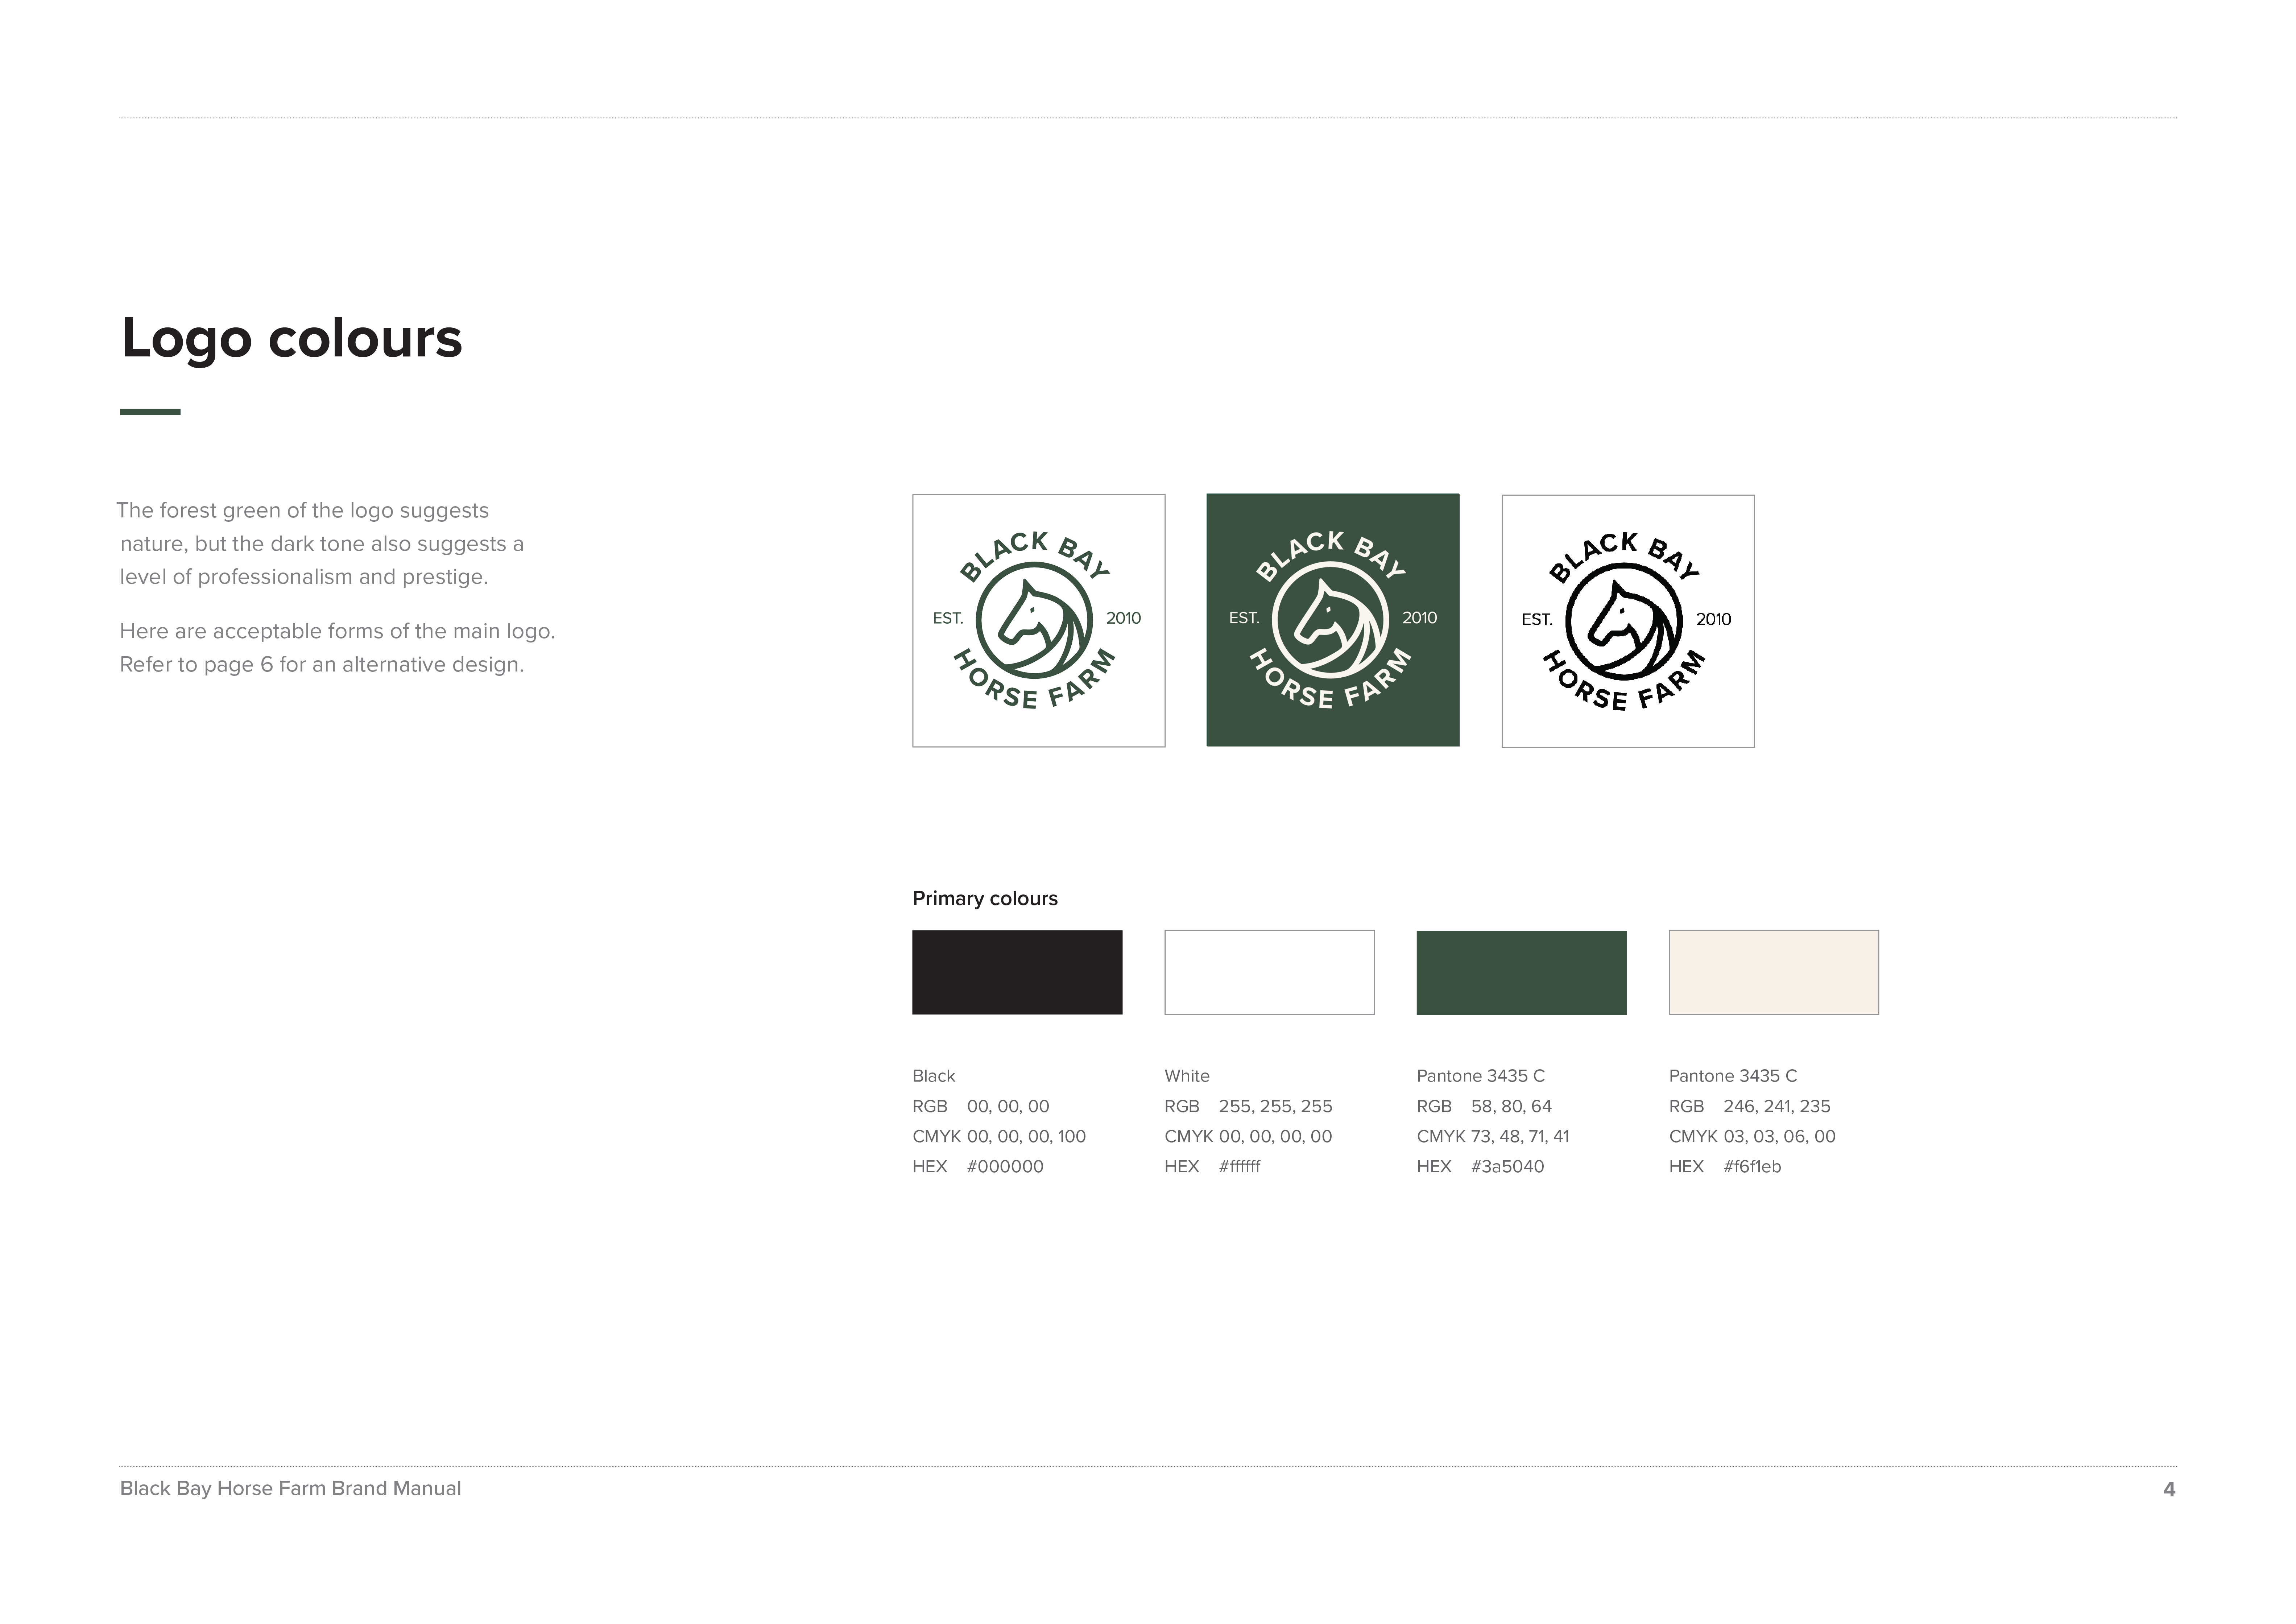 Logo colours
The forest green of the logo suggests
nature, but the dark tone also suggests a
level of professionalism and prestige.
Here are acceptable forms of the main logo.
Refer to page 6 for an alternative design.
BLACK BAY
EST. 2010
HORSE FARM
BLACK BAY
EST. 2010
HORSE FARM
BLACK BAY
EST. 2010
HORSE FARM
Primary colours
Black
RGB 00, 00, 00
CMYK 00, 00, 00, 100
HEX #000000
White
RGB 255, 255, 255
CMYK 00, 00, 00, 00
HEX #ffffff
Pantone 3435 C
RGB 58, 80, 64
CMYK 73, 48, 71, 41
HEX #3a5040
Pantone 3435 C
RGB 246, 241, 235
CMYK 03, 03, 06, 00
HEX #f6f1eb
Black Bay Horse Farm Brand Manual
4